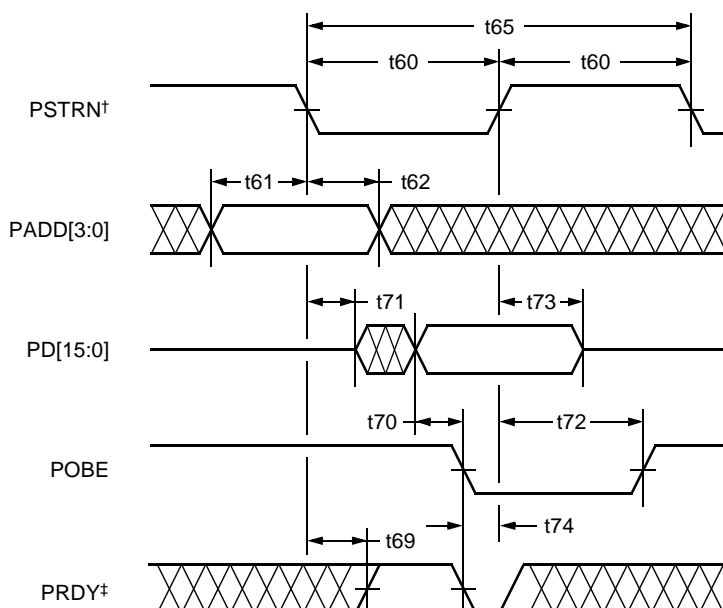 t65
t60 t60
PSTRN†
t61 t62
PADD[3:0]
t71 t73
PD[15:0]
t70 t72
POBE
t74
t69
PRDY‡